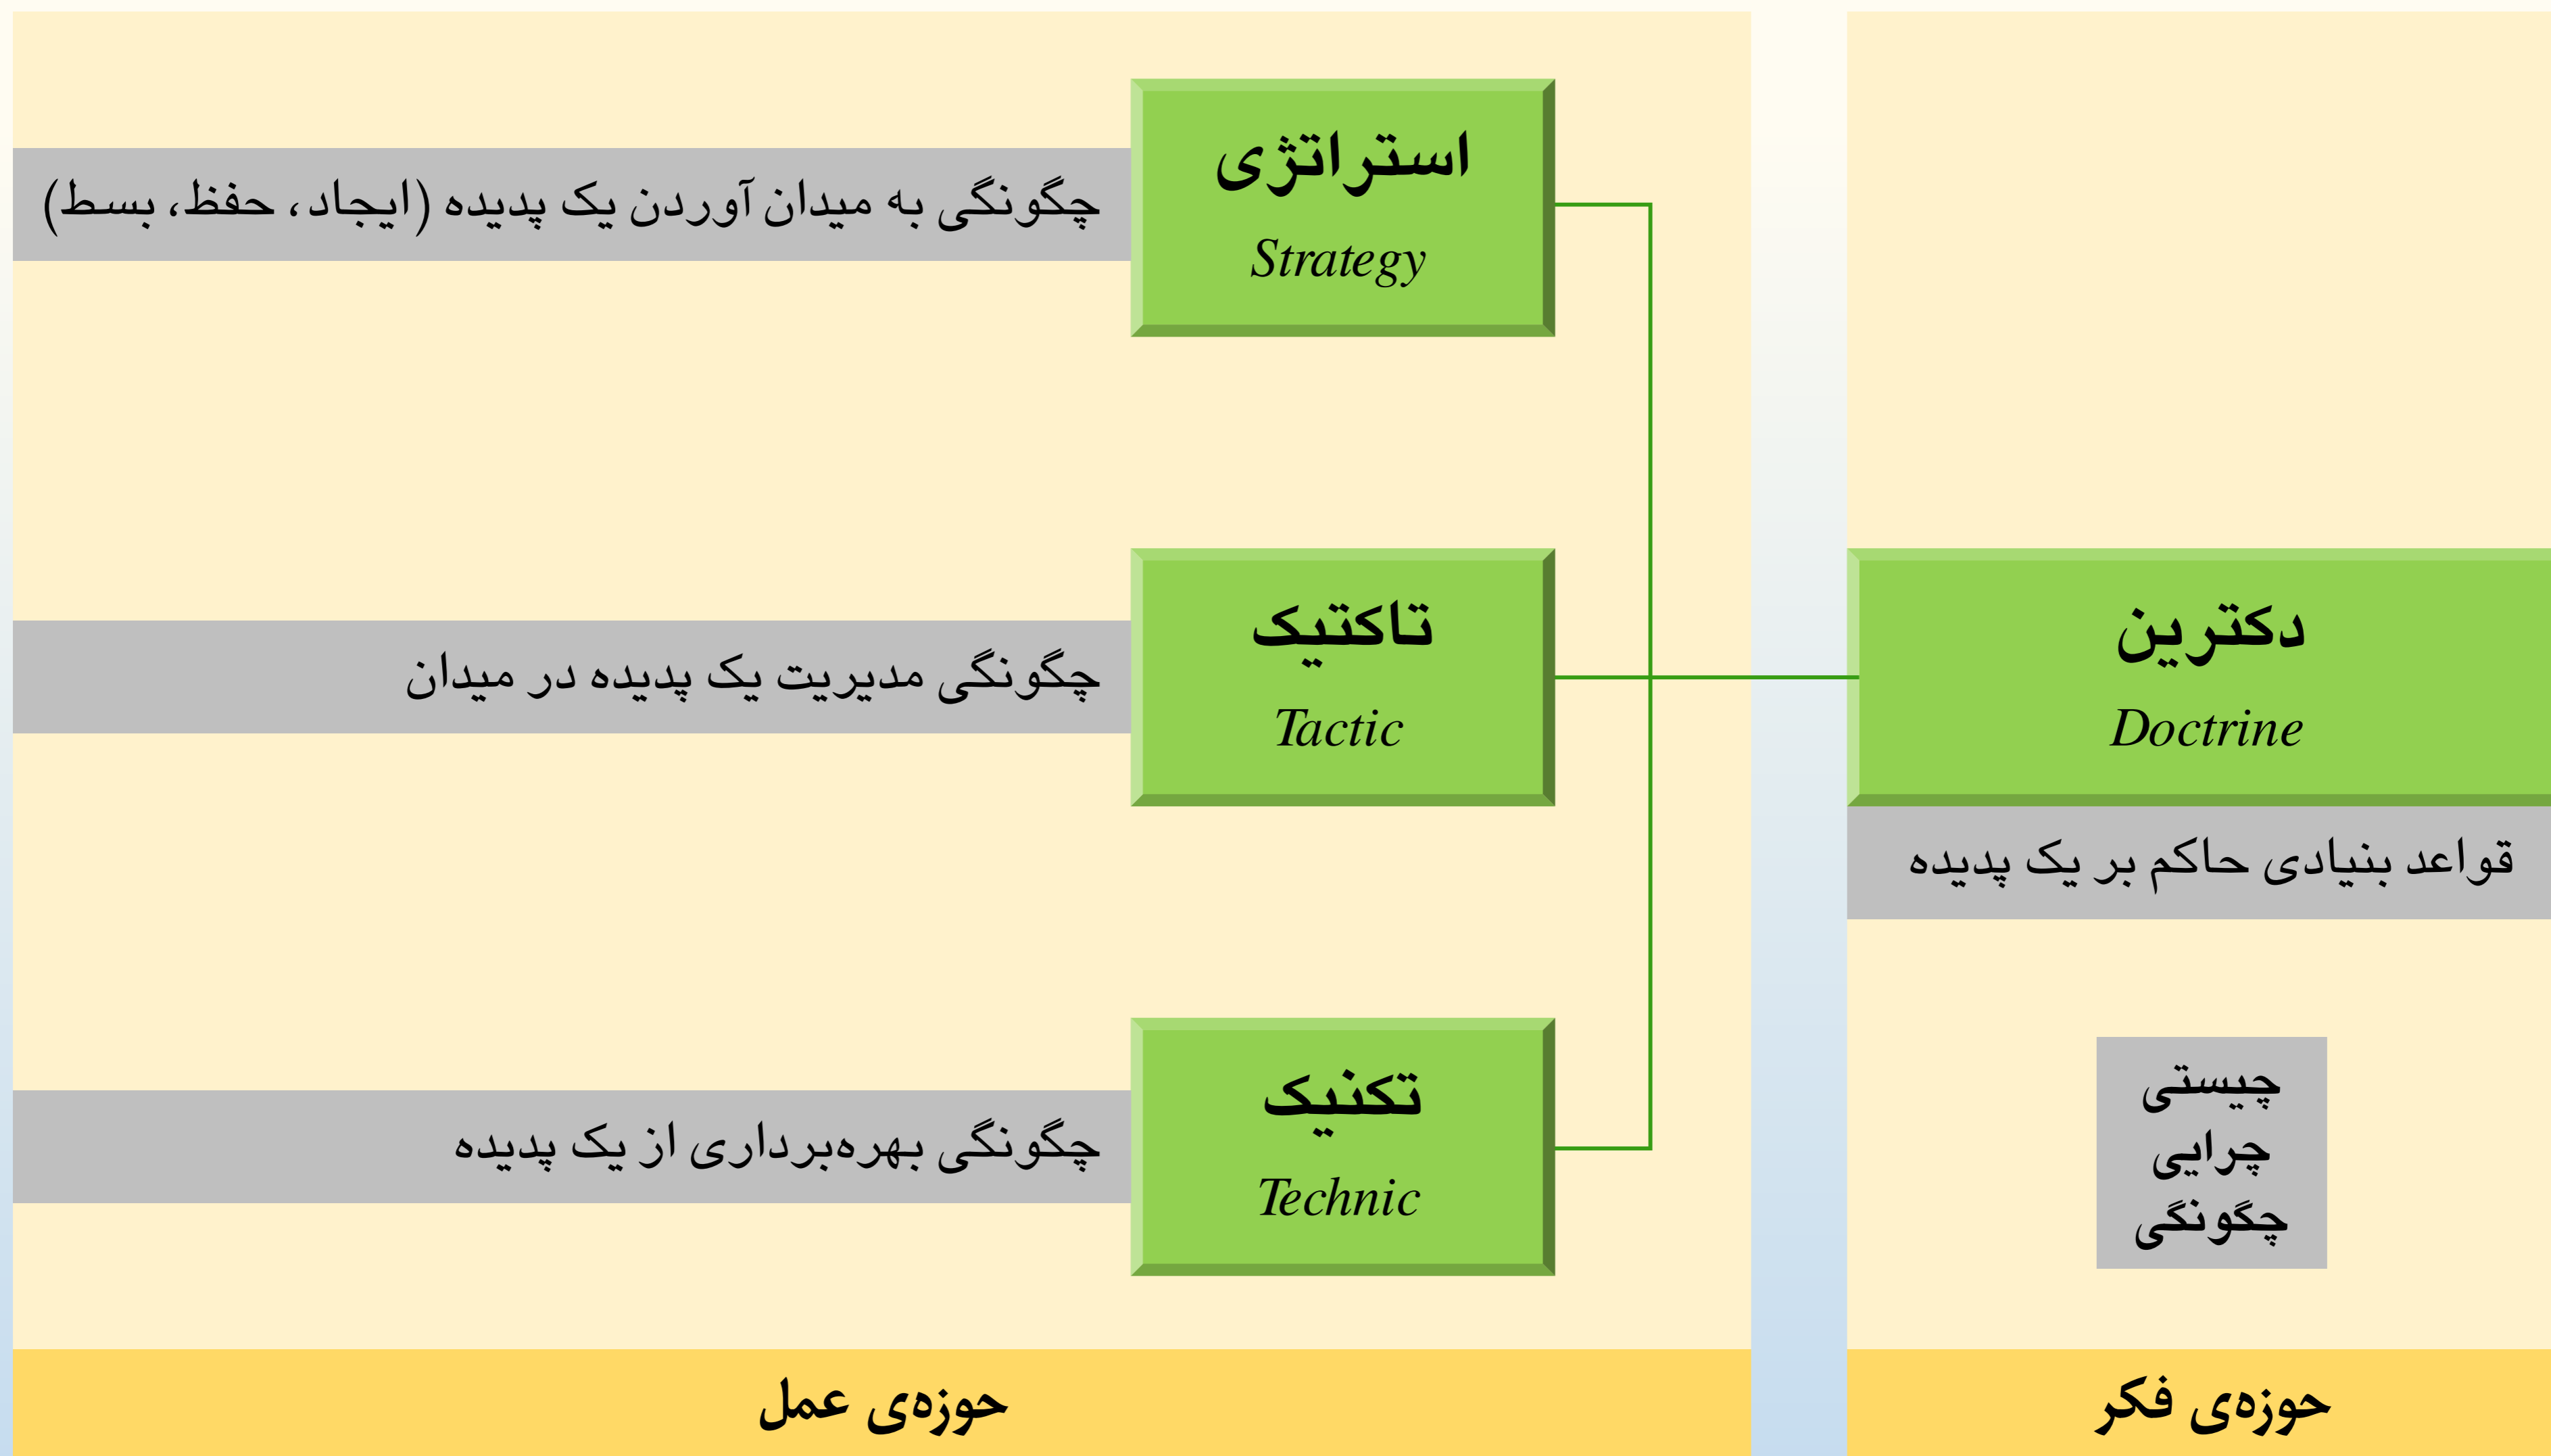 دکترین
Doctrine
قواعد بنیادی حاکم بر یک پدیده
چیستی
چرایی
چگونگی
حوزه‌ی فکر
استراتژی
Strategy
چگونگی به میدان آوردن یک پدیده (ایجاد، حفظ، بسط)
تاکتیک
Tactic
چگونگی مدیریت یک پدیده در میدان
تکنیک
Technic
چگونگی بهره‌برداری از یک پدیده
حوزه‌ی عمل